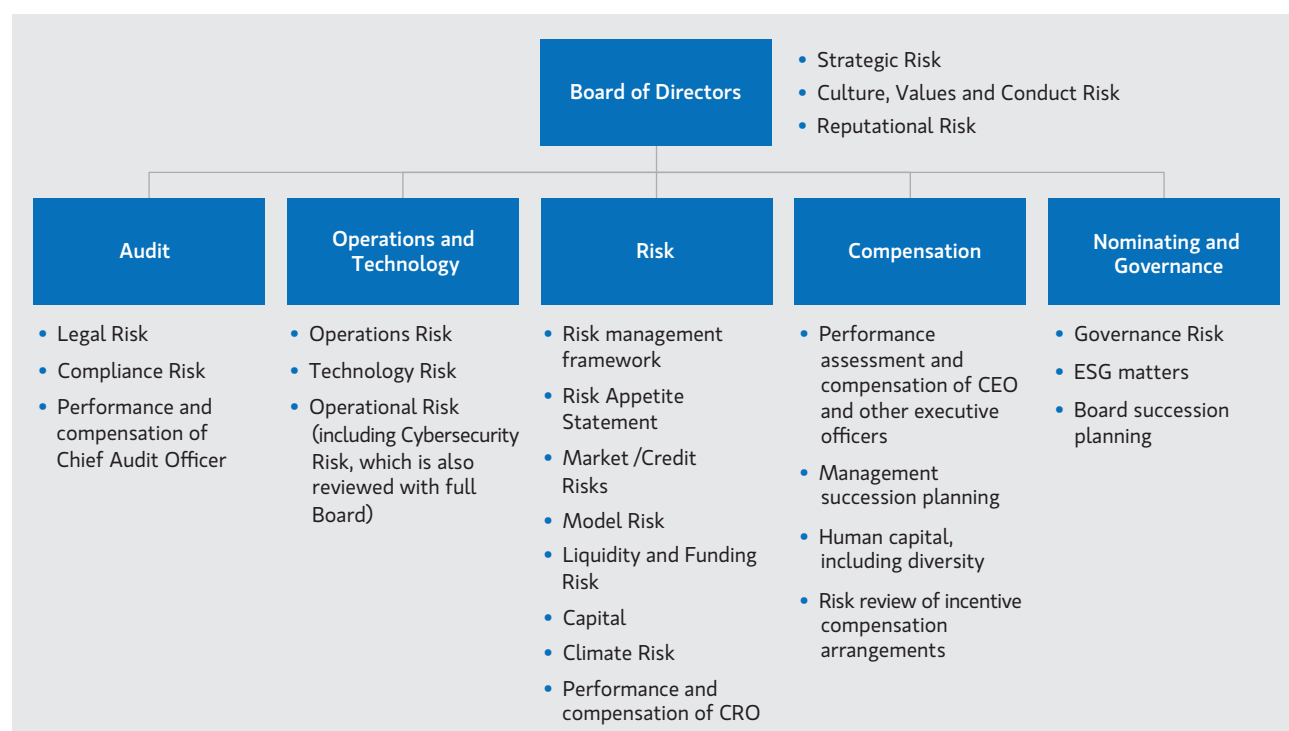 Board of Directors
• Strategic Risk
• Culture, Values and Conduct Risk
• Reputational Risk
Audit
• Legal Risk
• Compliance Risk
• Performance and
compensation of
Chief Audit Officer
Operations and
Technology
• Operations Risk
• Technology Risk
• Operational Risk
(including Cybersecurity
Risk, which is also
reviewed with full
Board)
Risk
• Risk management
framework
• Risk Appetite
Statement
• Market /Credit
Risks
• Model Risk
• Liquidity and Funding
Risk
• Capital
• Climate Risk
• Performance and
compensation of CRO
Compensation
• Performance
assessment and
compensation of CEO
and other executive
officers
• Management
succession planning
• Human capital,
including diversity
• Risk review of incentive
compensation
arrangements
Nominating and
Governance
• Governance Risk
• ESG matters
• Board succession
planning